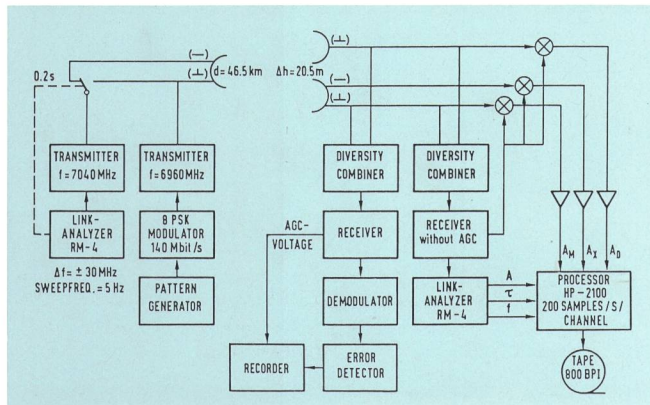 (⊥)
(—)
0.2s
(⊥)
d=46.5km
Δh=20.5m
(—)
(⊥)
TRANSMITTER
f=7040MHz
TRANSMITTER
f=6960MHz
DIVERSITY
COMBINER
DIVERSITY
COMBINER
LINK-
ANALYZER
RM-4
8 PSK
MODULATOR
140 Mbit/s
AGC-
VOLTAGE
RECEIVER
RECEIVER
without AGC
A_M
A_X
A_D
Δf = ± 30MHz
SWEEPFREQ. = 5 Hz
PATTERN
GENERATOR
DEMODULATOR
LINK-
ANALYZER
RM-4
A
τ
f
PROCESSOR
HP-2100
200 SAMPLES/S/
CHANNEL
RECORDER
ERROR
DETECTOR
TAPE
800 BPI